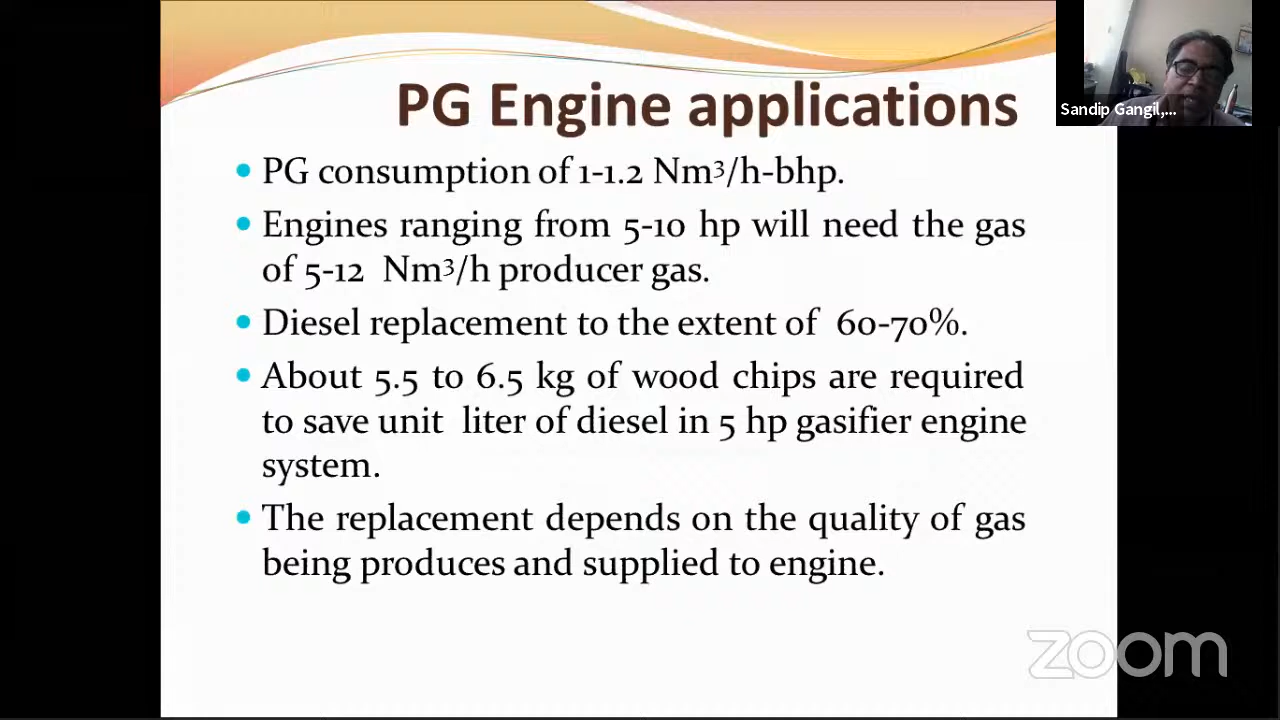 PG Engine applications
Sandip Gangil,...
• PG consumption of 1-1.2 Nm³/h-bhp.
• Engines ranging from 5-10 hp will need the gas
of 5-12 Nm³/h producer gas.
• Diesel replacement to the extent of 60-70%.
• About 5.5 to 6.5 kg of wood chips are required
to save unit liter of diesel in 5 hp gasifier engine
system.
• The replacement depends on the quality of gas
being produces and supplied to engine.
zoom